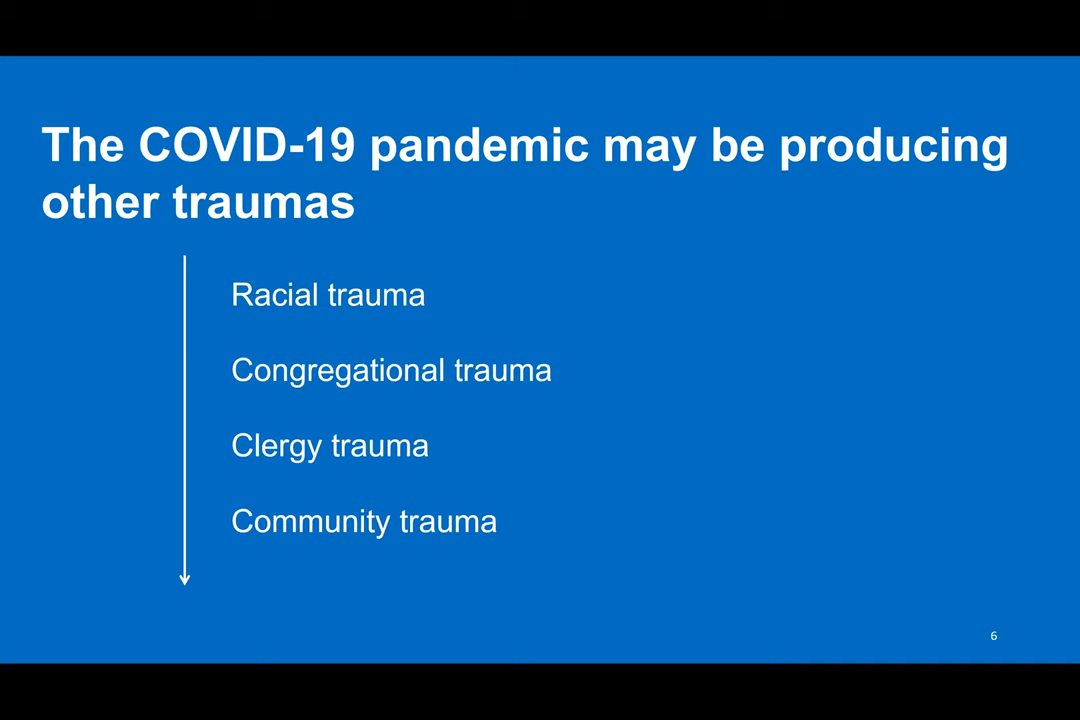 The COVID-19 pandemic may be producing
other traumas
Racial trauma
Congregational trauma
Clergy trauma
Community trauma
6